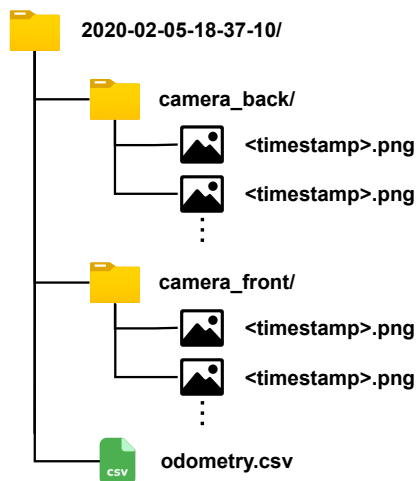 2020-02-05-18-37-10/
camera_back/
<timestamp>.png
<timestamp>.png
camera_front/
<timestamp>.png
<timestamp>.png
CSV
odometry.csv